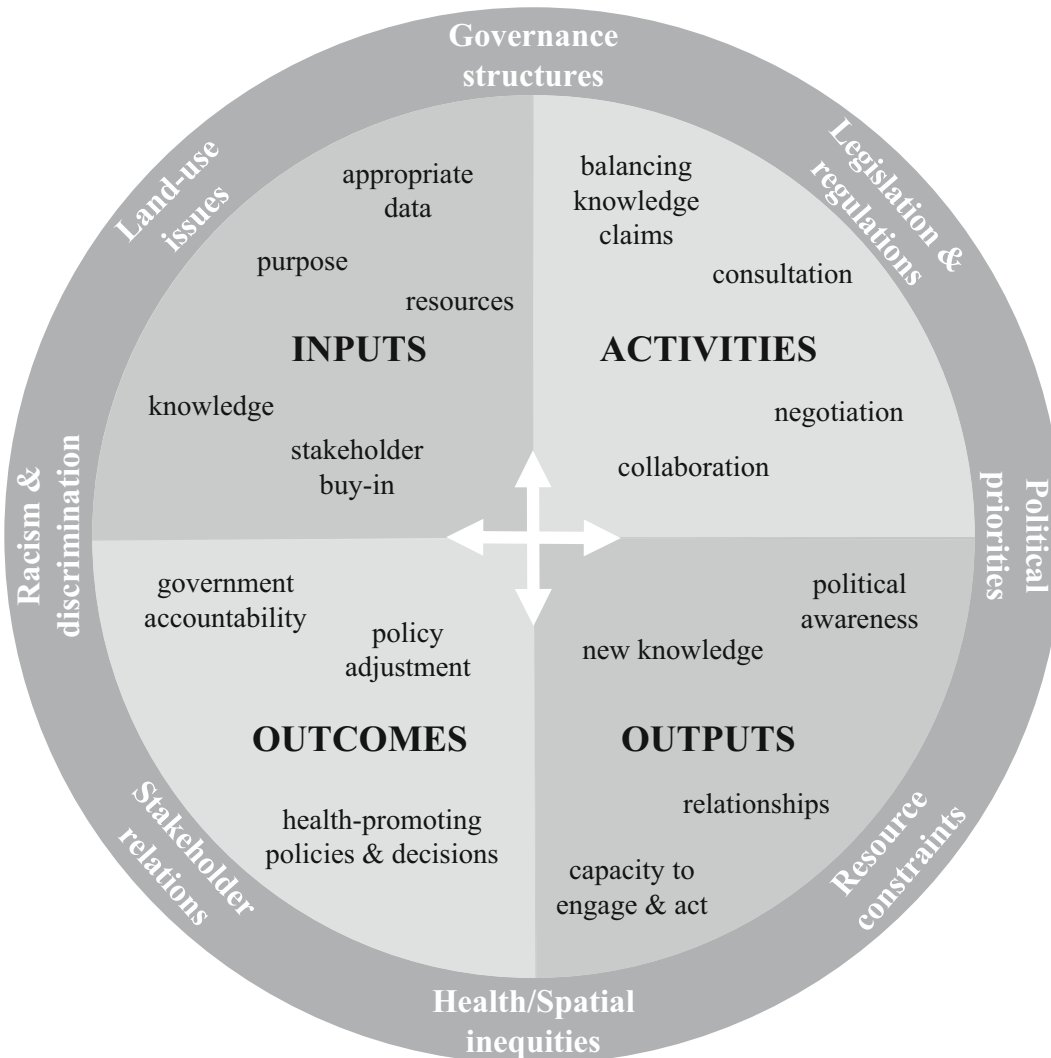 Governance
structures
Legislation &
regulations
Political
priorities
Resource
constraints
Health/Spatial
inequities
Stakeholder
relations
Racism &
discrimination
Land-use
issues
appropriate
data
purpose
resources
INPUTS
knowledge
stakeholder
buy-in
balancing
knowledge
claims
consultation
ACTIVITIES
negotiation
collaboration
government
accountability
policy
adjustment
OUTCOMES
health-promoting
policies & decisions
political
awareness
new knowledge
OUTPUTS
relationships
capacity to
engage & act